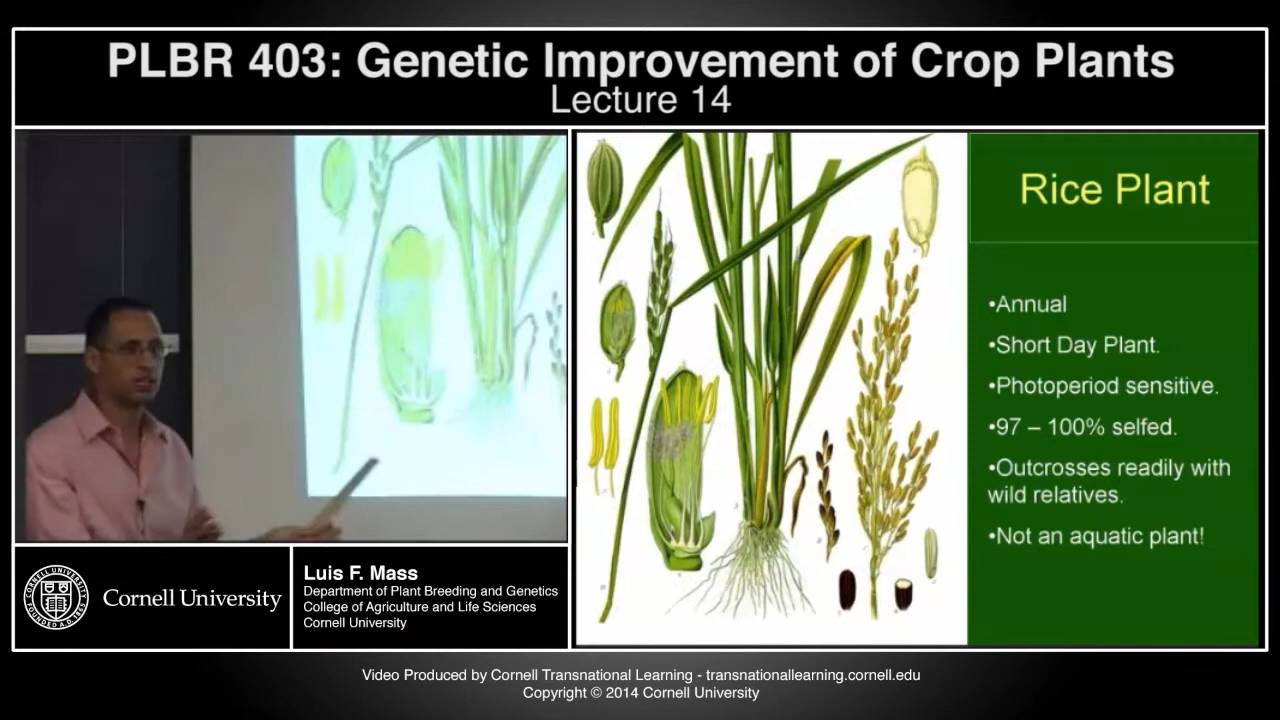 PLBR 403: Genetic Improvement of Crop Plants
Lecture 14
Rice Plant
•Annual
•Short Day Plant.
•Photoperiod sensitive.
•97 – 100% selfed.
•Outcrosses readily with
wild relatives.
•Not an aquatic plant!
CORNELL UNIVERSITY
FOUNDED A.D. 1865
Cornell University
Luis F. Mass
Department of Plant Breeding and Genetics
College of Agriculture and Life Sciences
Cornell University
Video Produced by Cornell Transnational Learning - transnationallearning.cornell.edu
Copyright © 2014 Cornell University